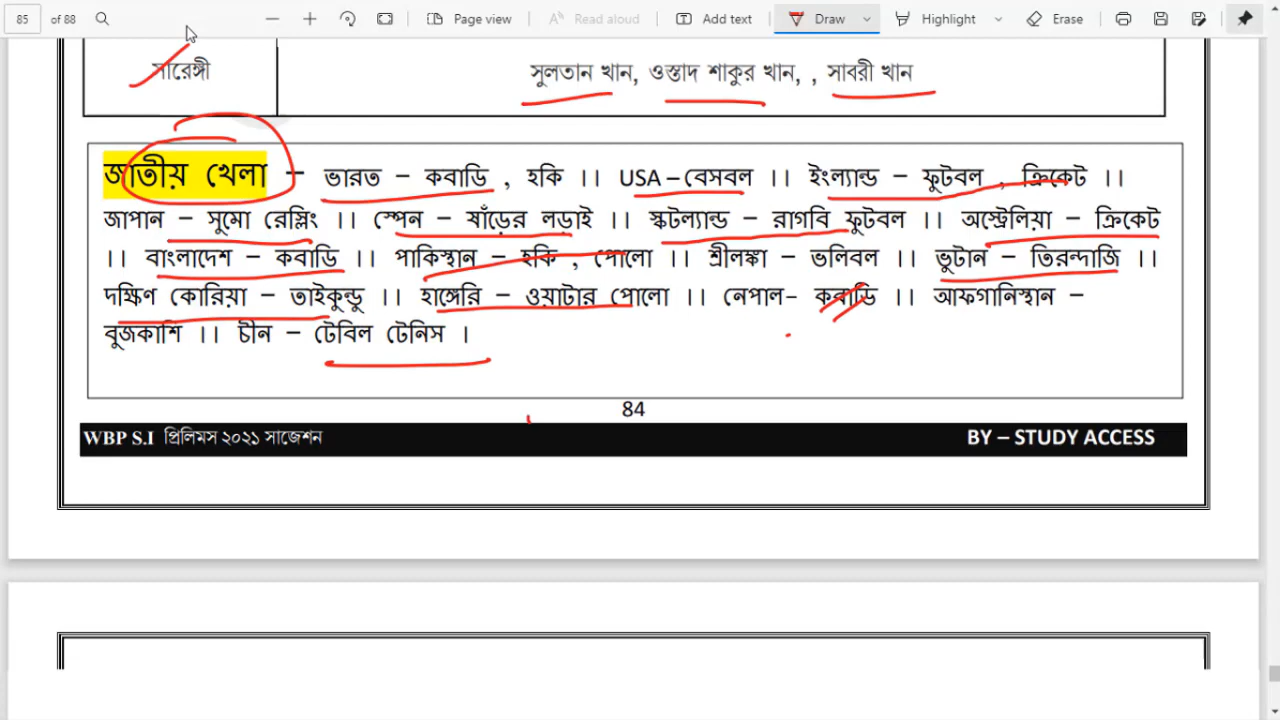 85 of 88 Page view Read aloud Add text Draw Highlight Erase
সারেঙ্গী সুলতান খান, ওস্তাদ শাকুর খান, , সাবরী খান
জাতীয় খেলা – ভারত – কবাডি , হকি ।। USA – বেসবল ।। ইংল্যান্ড – ফুটবল , ক্রিকেট ।।
জাপান – সুমো রেস্লিং ।। স্পেন – ষাঁড়ের লড়াই ।। স্কটল্যান্ড – রাগবি ফুটবল ।। অস্ট্রেলিয়া – ক্রিকেট
।। বাংলাদেশ – কবাডি ।। পাকিস্থান – হকি , পোলো ।। শ্রীলঙ্কা – ভলিবল ।। ভুটান – তিরন্দাজি ।।
দক্ষিণ কোরিয়া – তাইকুন্ডু ।। হাঙ্গেরি – ওয়াটার পোলো ।। নেপাল- কবাডি ।। আফগানিস্থান –
বুজকাশি ।। চীন – টেবিল টেনিস ।
84
WBP S.I প্রিলিমস ২০২১ সাজেশন BY – STUDY ACCESS